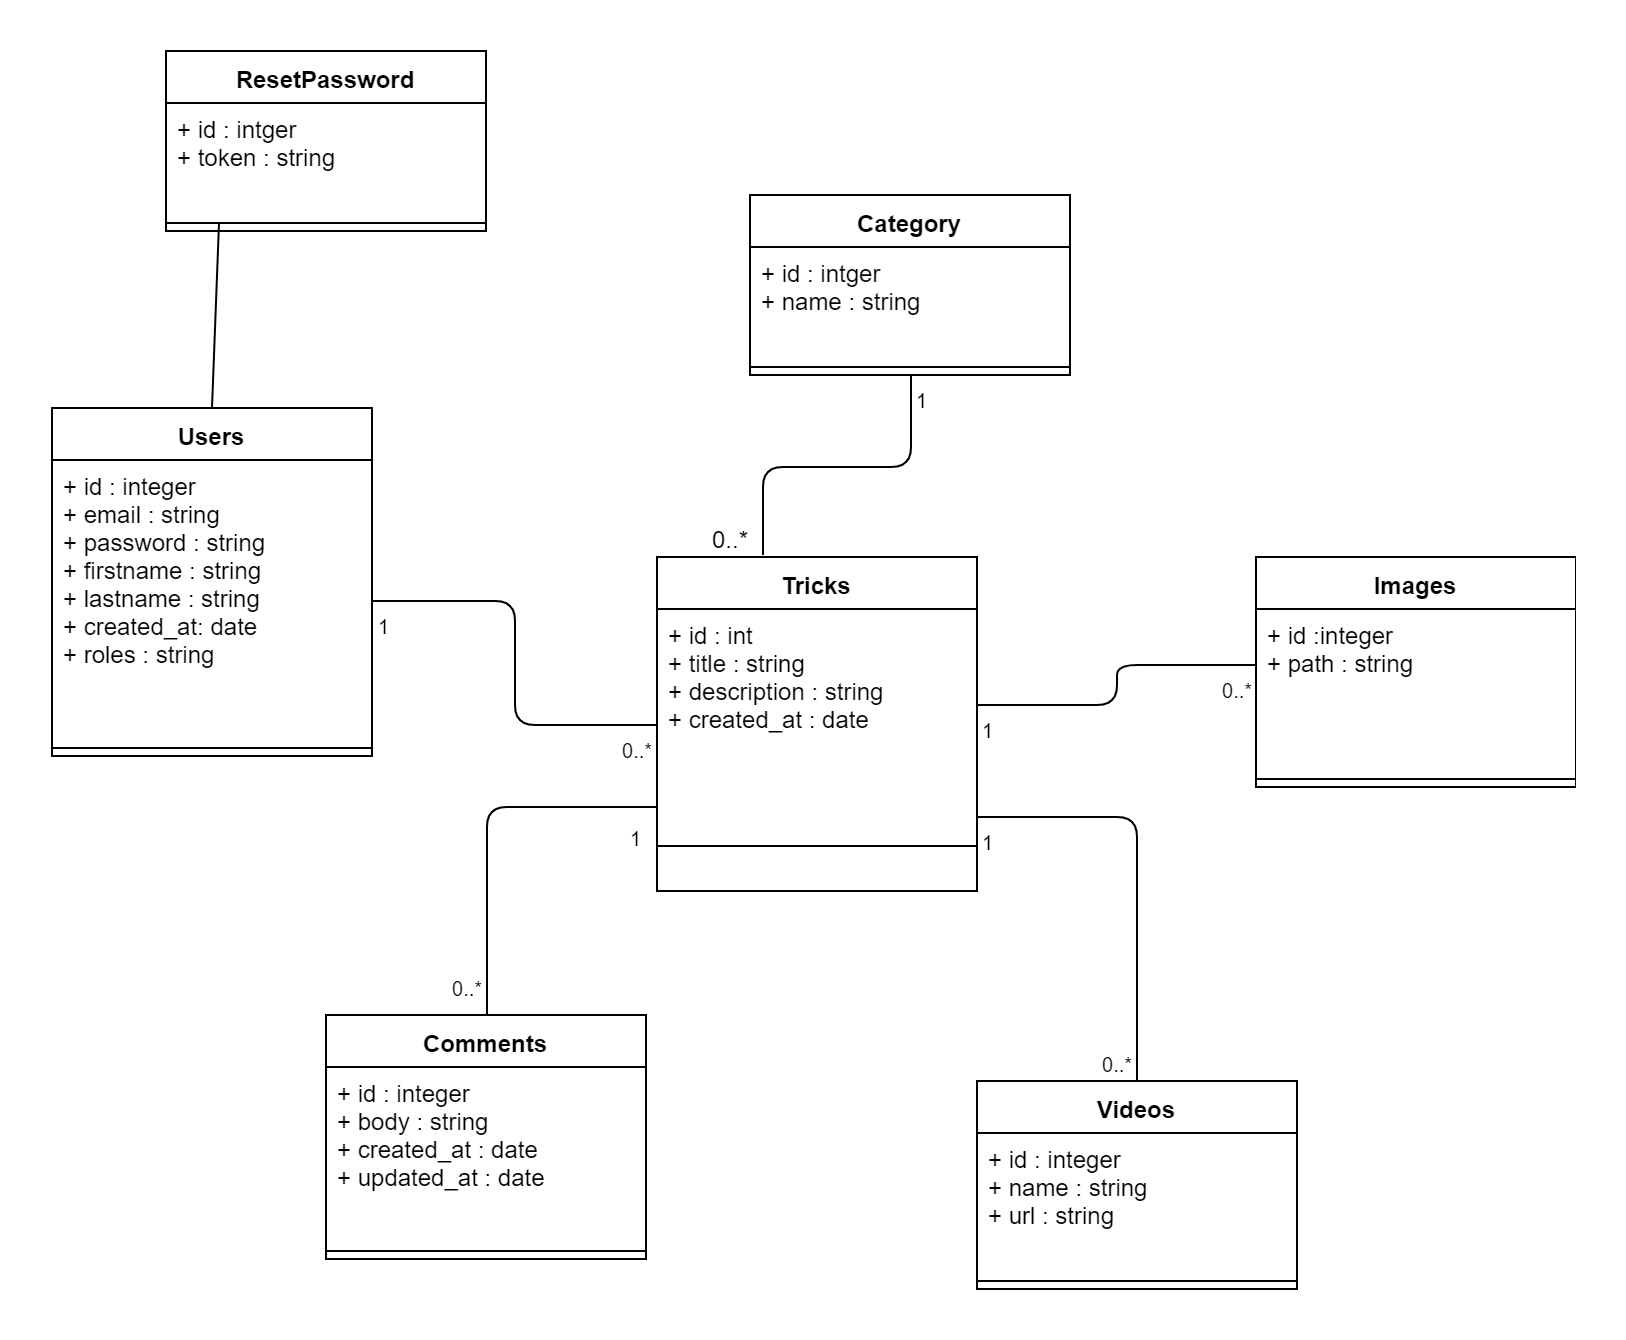 ResetPassword
+ id : intger
+ token : string
Category
+ id : intger
+ name : string
1
0..*
Users
+ id : integer
+ email : string
+ password : string
+ firstname : string
+ lastname : string
+ created_at: date
+ roles : string
1
0..*
Tricks
+ id : int
+ title : string
+ description : string
+ created_at : date
1
1
1
Images
+ id :integer
+ path : string
0..*
0..*
Comments
+ id : integer
+ body : string
+ created_at : date
+ updated_at : date
0..*
Videos
+ id : integer
+ name : string
+ url : string